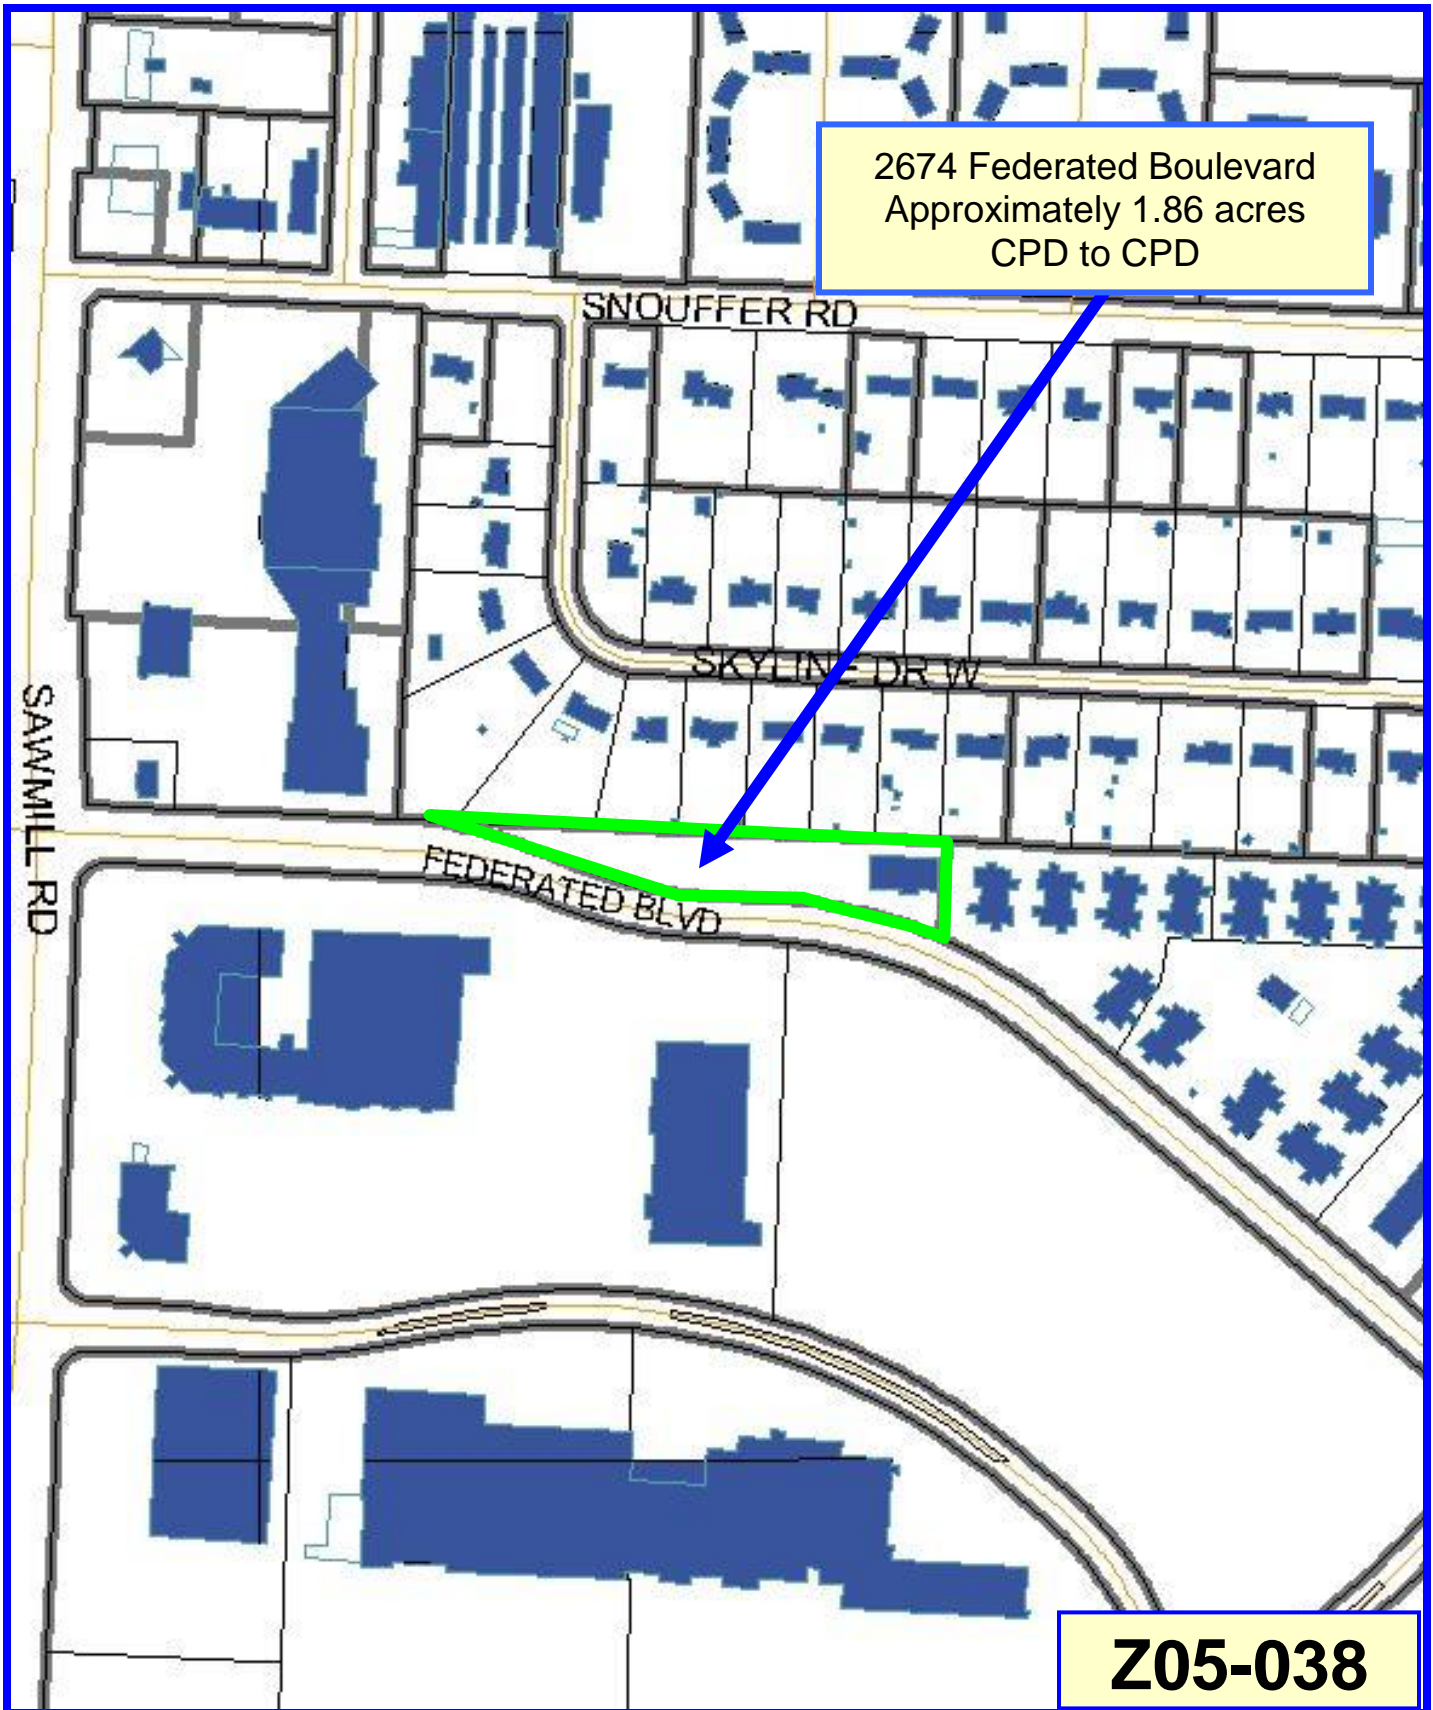 2674 Federated Boulevard
Approximately 1.86 acres
CPD to CPD
SNOUFFER RD
SKYLINE DR W
SAWMILL RD
FEDERATED BLVD
Z05-038